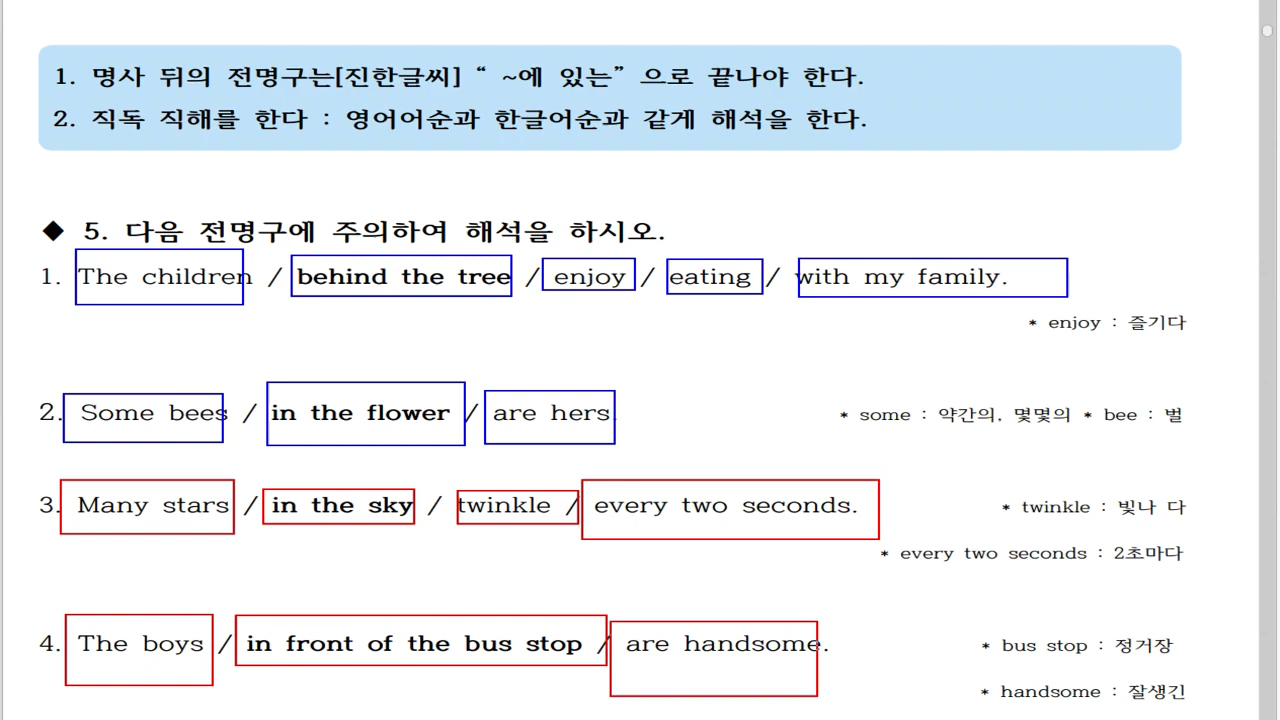 1. 명사 뒤의 전명구는[진한글씨] “ ~에 있는” 으로 끝나야 한다.
2. 직독 직해를 한다 : 영어어순과 한글어순과 같게 해석을 한다.
◆ 5. 다음 전명구에 주의하여 해석을 하시오.
1. The children / behind the tree / enjoy / eating / with my family.
* enjoy : 즐기다
2. Some bees / in the flower / are hers. * some : 약간의, 몇몇의 * bee : 벌
3. Many stars / in the sky / twinkle / every two seconds. * twinkle : 빛나 다
* every two seconds : 2초마다
4. The boys / in front of the bus stop / are handsome. * bus stop : 정거장
* handsome : 잘생긴